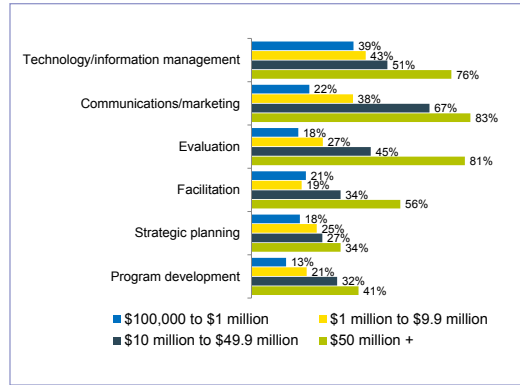 39%
Technology/information management 43%
51%
76%
22%
Communications/marketing 38%
67%
83%
18%
Evaluation 27%
45%
81%
21%
Facilitation 19%
34%
56%
18%
Strategic planning 25%
27%
34%
13%
Program development 21%
32%
41%
$100,000 to $1 million $1 million to $9.9 million
$10 million to $49.9 million $50 million +